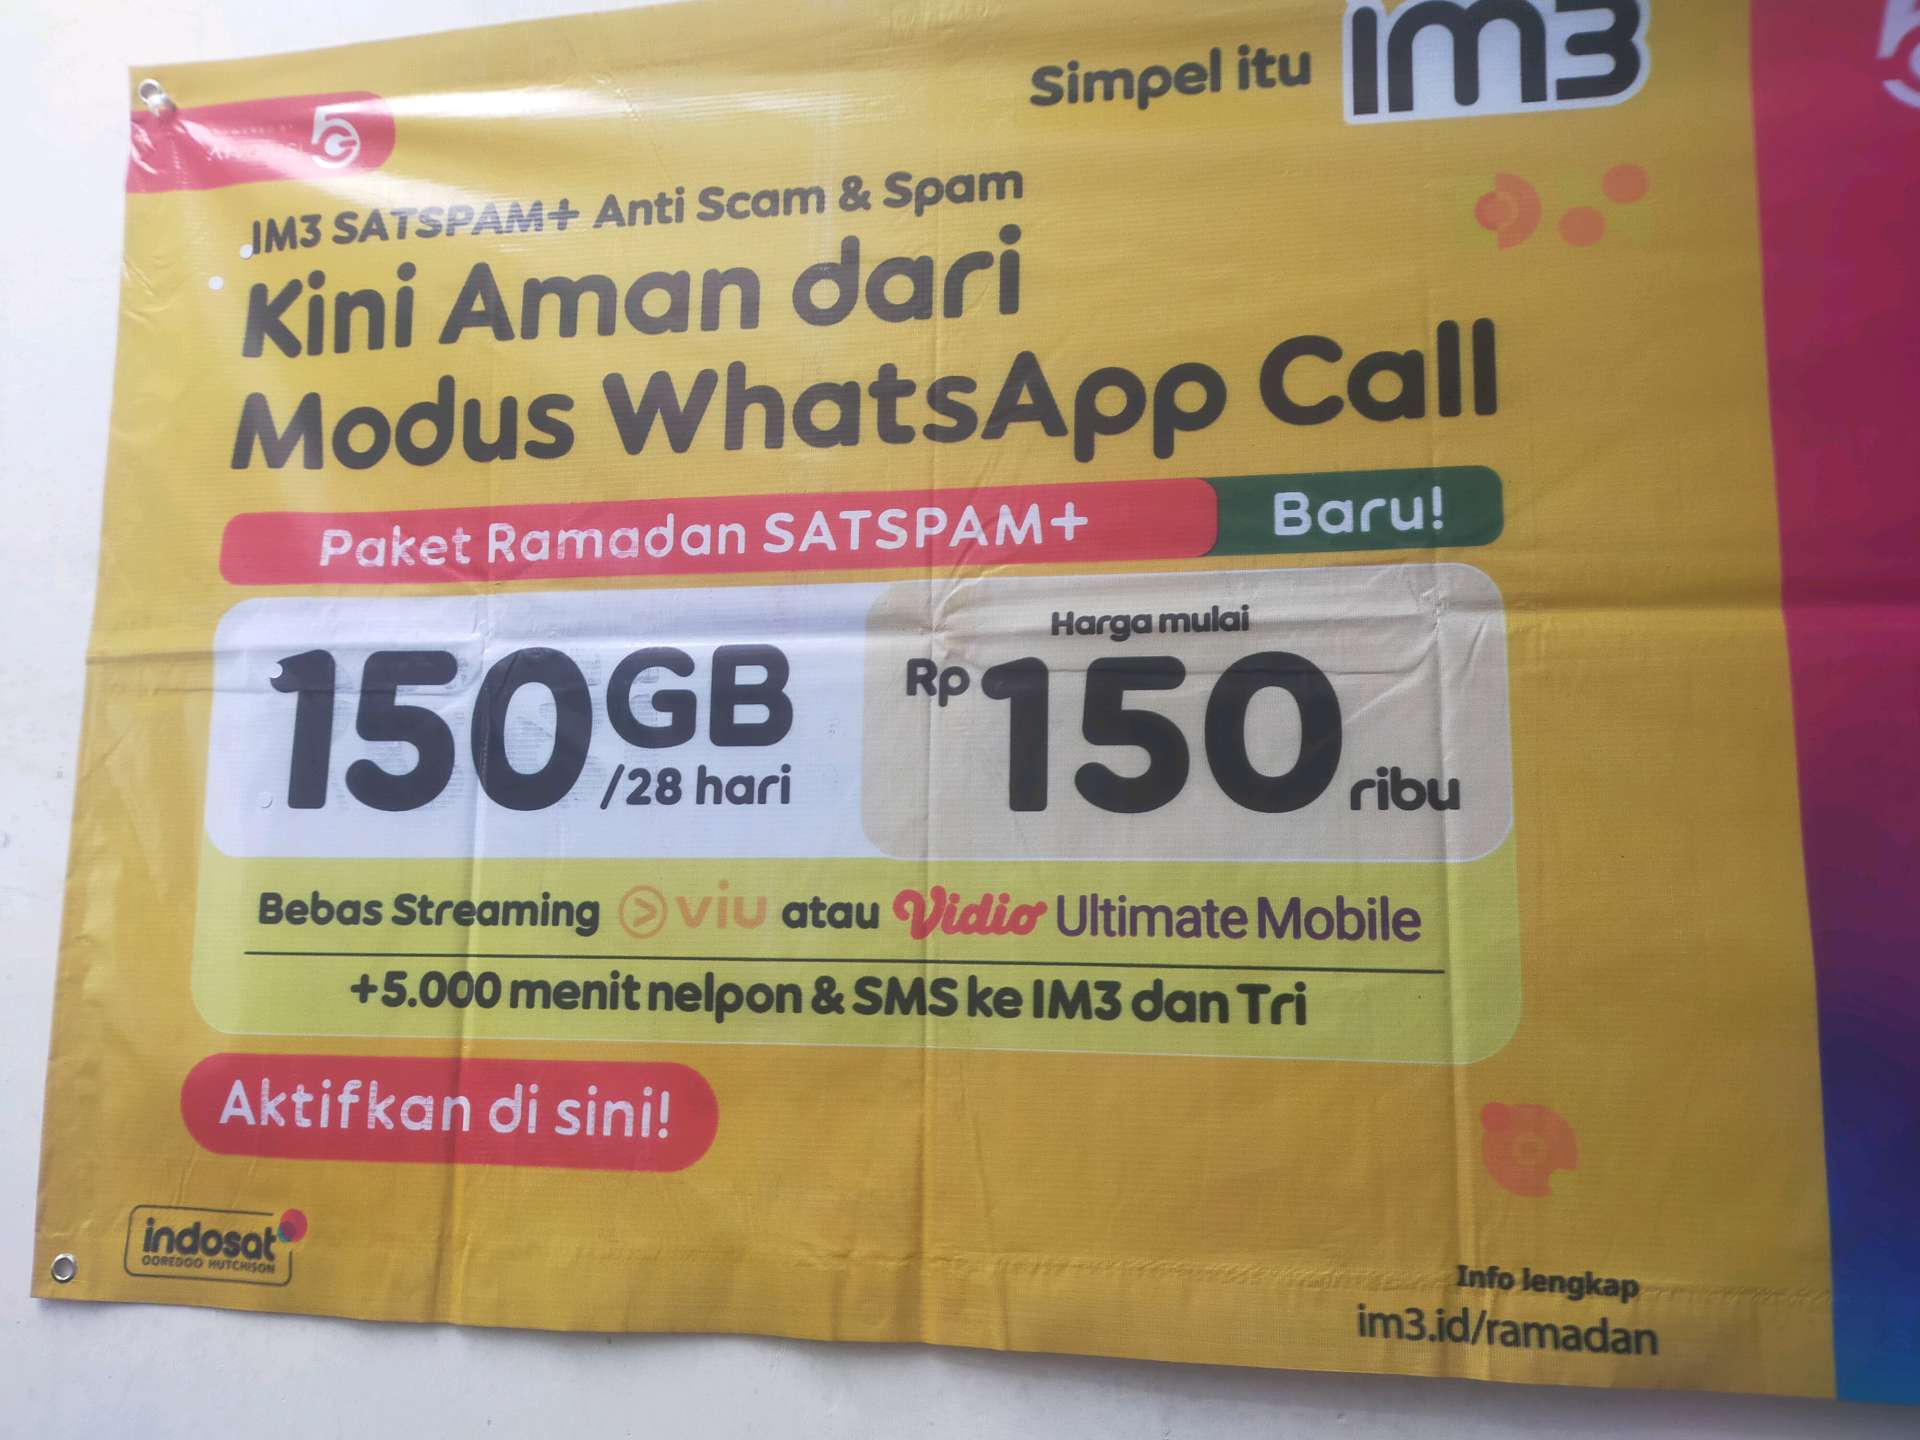 Simpel itu IM3
5G
IM3 SATSPAM+ Anti Scam & Spam
Kini Aman dari
Modus WhatsApp Call
Paket Ramadan SATSPAM+ Baru!
150GB /28 hari
Harga mulai
Rp150 ribu
Bebas Streaming viu atau Vidio Ultimate Mobile
+5.000 menit nelpon & SMS ke IM3 dan Tri
Aktifkan di sini!
indosat
OOREDOO HUTCHISON
Info lengkap
im3.id/ramadan